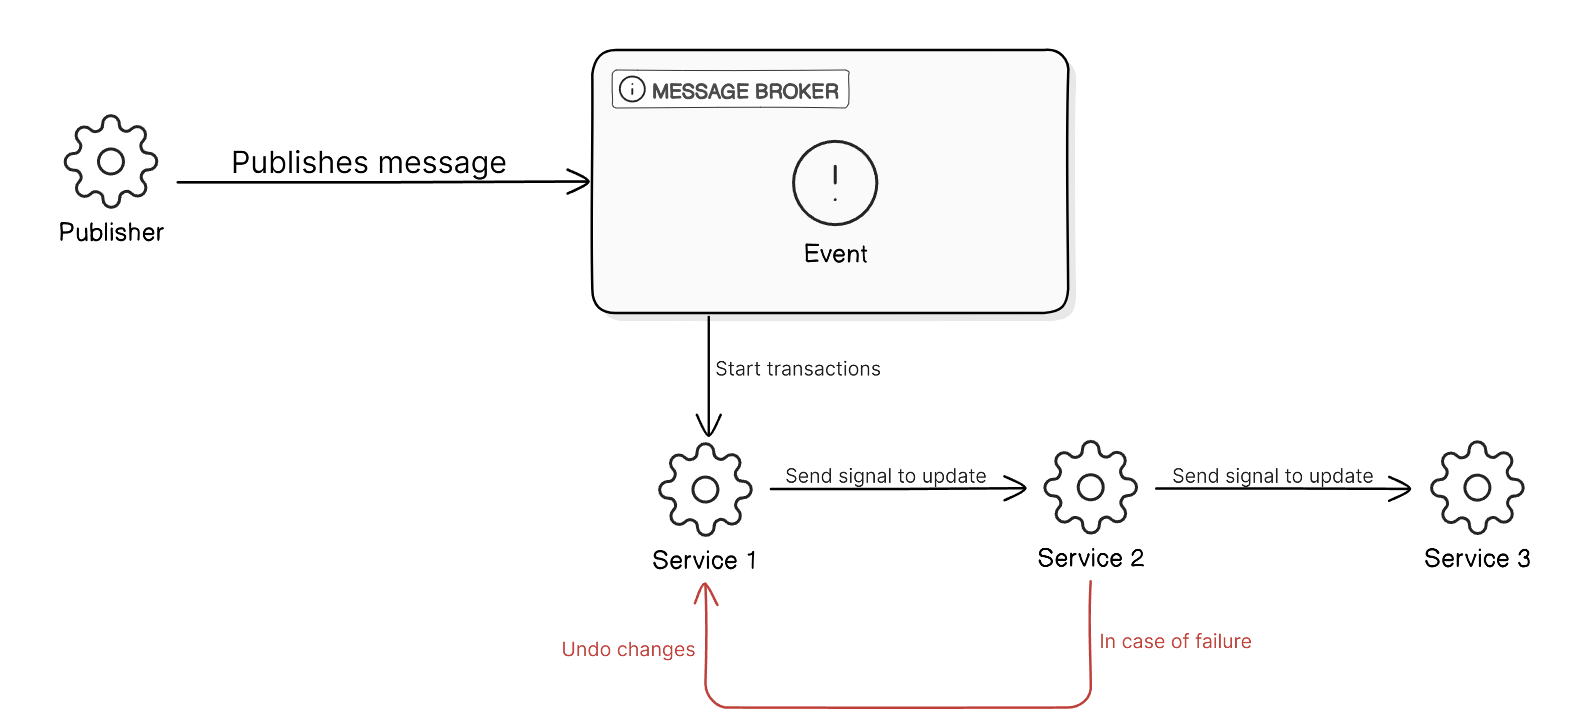 MESSAGE BROKER
Publishes message
Publisher
Event
Start transactions
Send signal to update
Send signal to update
Service 1
Service 2
Service 3
Undo changes
In case of failure